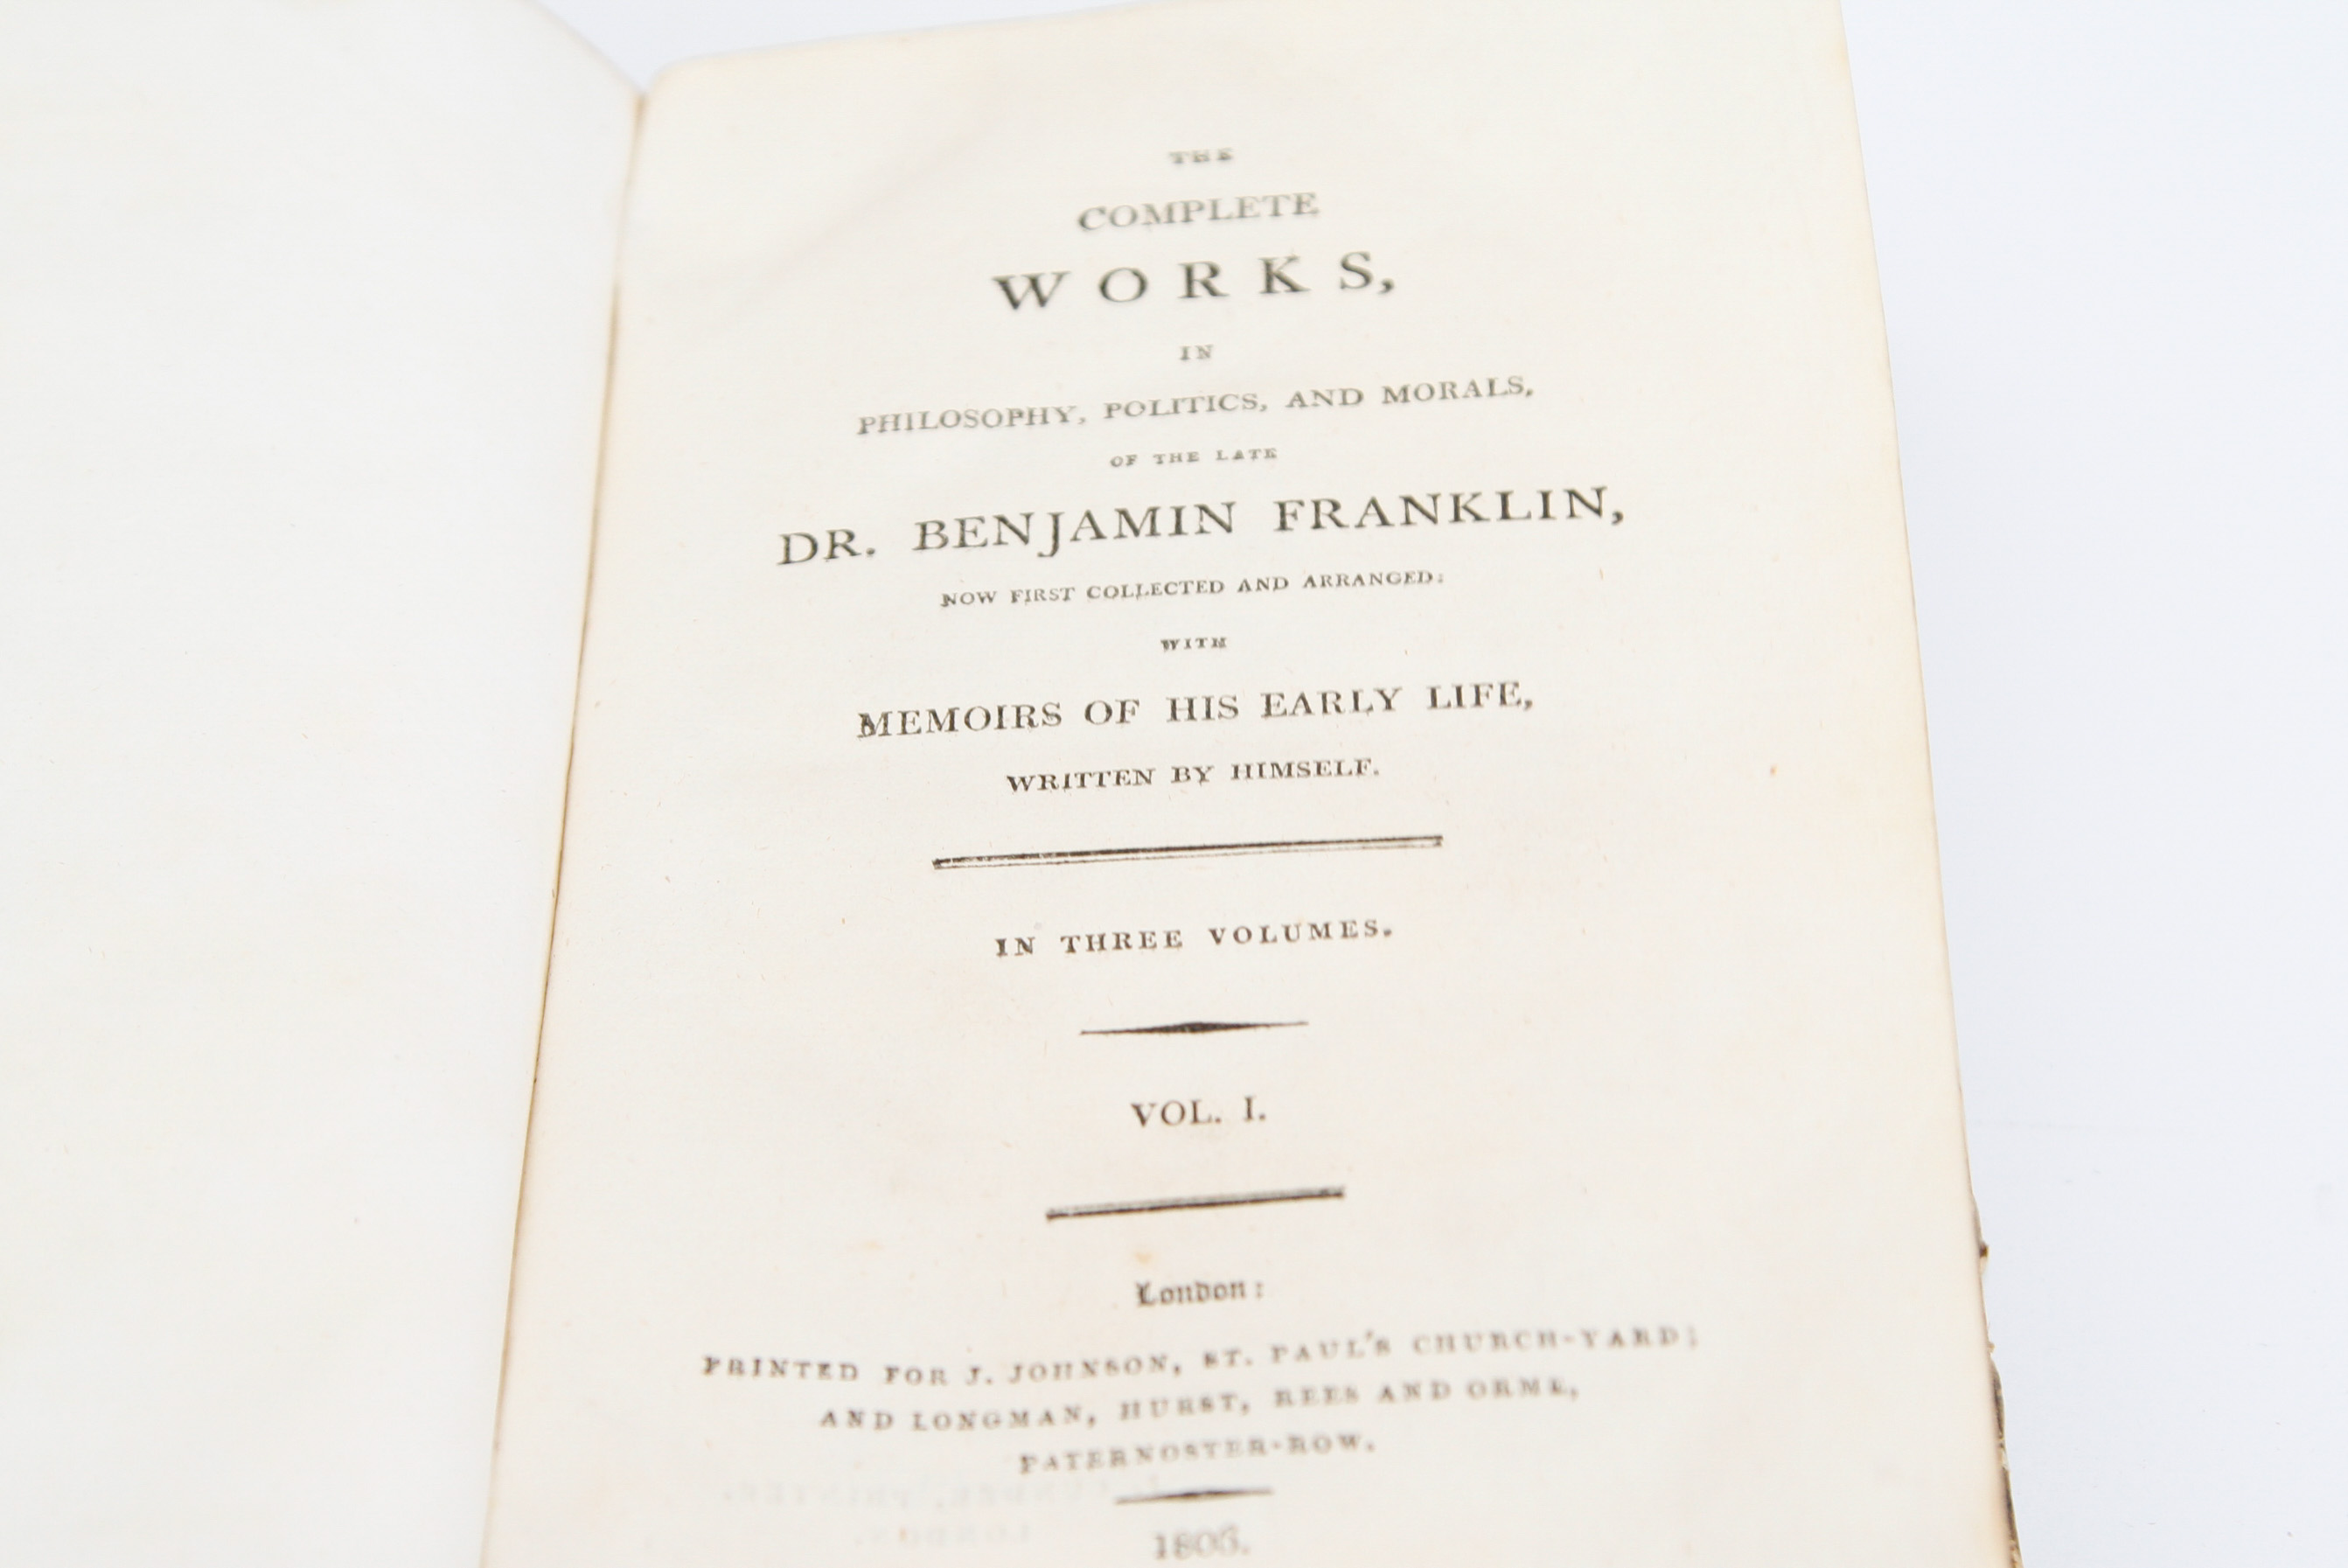 THE
COMPLETE
WORKS,
IN
PHILOSOPHY, POLITICS, AND MORALS,
OF THE LATE
DR. BENJAMIN FRANKLIN,
NOW FIRST COLLECTED AND ARRANGED:
WITH
MEMOIRS OF HIS EARLY LIFE,
WRITTEN BY HIMSELF.
IN THREE VOLUMES.
VOL. I.
London:
PRINTED FOR J. JOHNSON, ST. PAUL'S CHURCH-YARD;
AND LONGMAN, HURST, REES AND ORME,
PATERNOSTER-ROW.
1806.